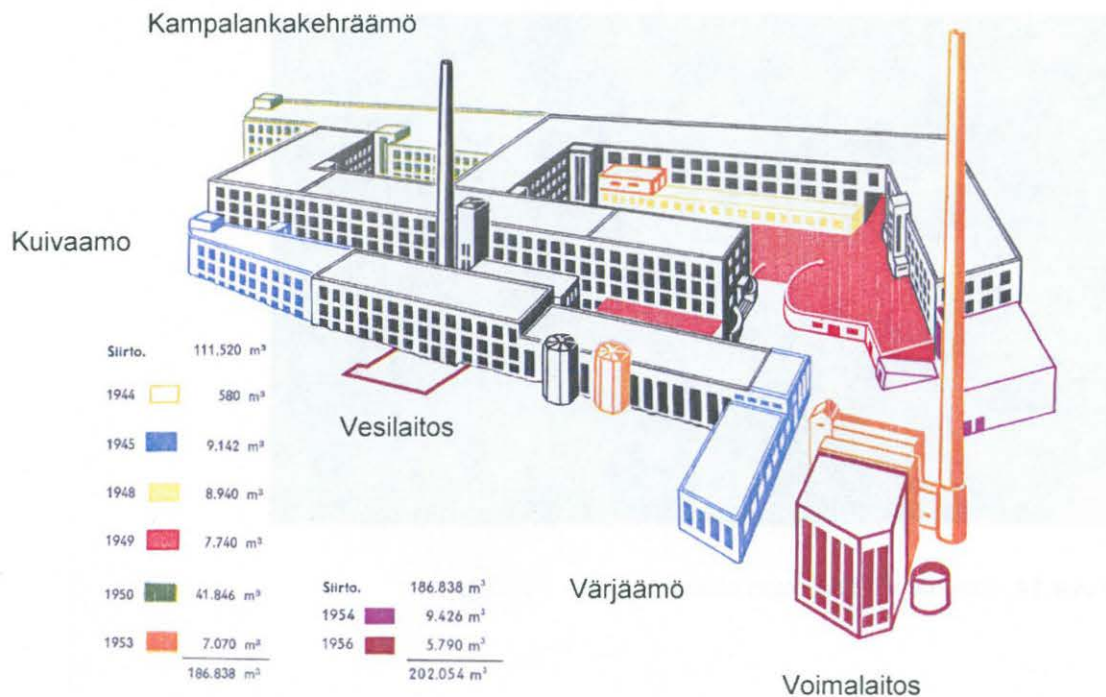 Kampalankakehräämö
Kuivaamo
Siirto. 111.520 m³
1944 580 m³
Vesilaitos
1945 9.142 m³
1948 8.940 m³
1949 7.740 m³
1950 41.846 m³
1953 7.070 m³
186.838 m³
Siirto. 186.838 m³
1954 9.426 m³
1956 5.790 m³
202.054 m³
Värjäämö
Voimalaitos